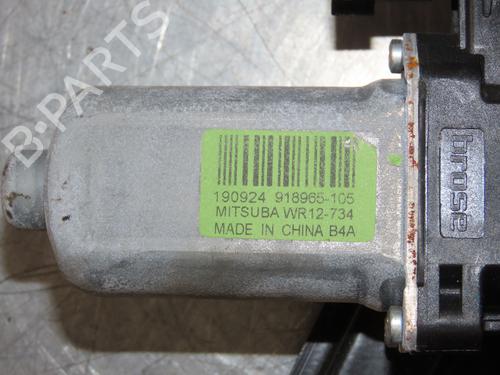 190924 918965-105
MITSUBA WR12-734
MADE IN CHINA B4A
brose
B-PARTS